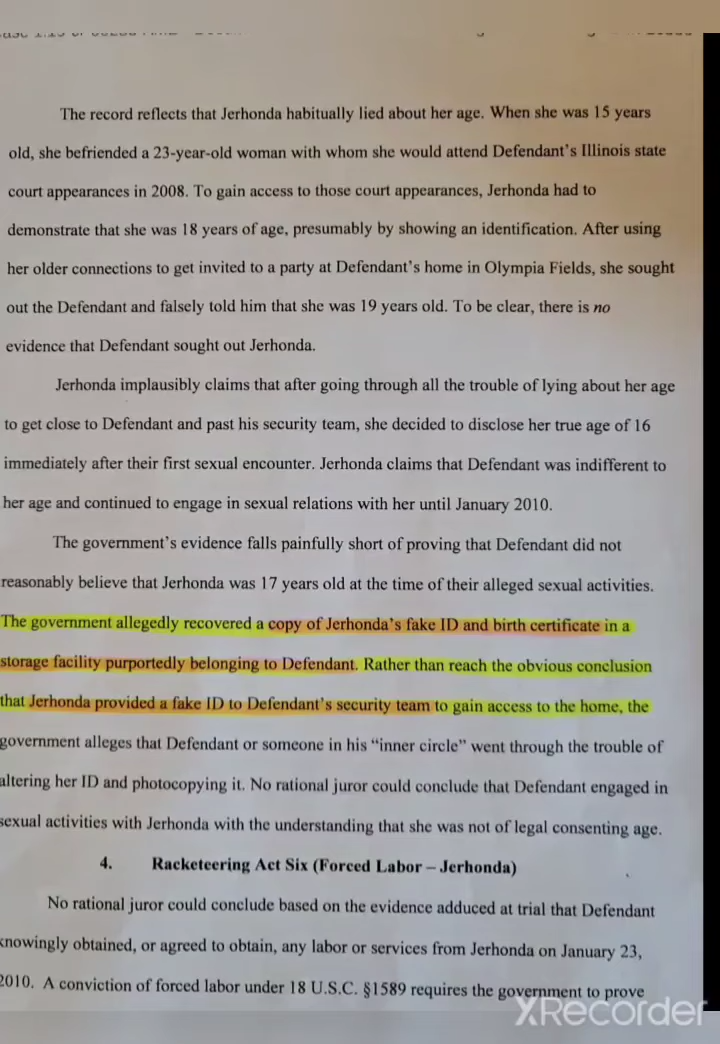 The record reflects that Jerhonda habitually lied about her age. When she was 15 years
old, she befriended a 23-year-old woman with whom she would attend Defendant's Illinois state
court appearances in 2008. To gain access to those court appearances, Jerhonda had to
demonstrate that she was 18 years of age, presumably by showing an identification. After using
her older connections to get invited to a party at Defendant's home in Olympia Fields, she sought
out the Defendant and falsely told him that she was 19 years old. To be clear, there is no
evidence that Defendant sought out Jerhonda.
Jerhonda implausibly claims that after going through all the trouble of lying about her age
to get close to Defendant and past his security team, she decided to disclose her true age of 16
immediately after their first sexual encounter. Jerhonda claims that Defendant was indifferent to
her age and continued to engage in sexual relations with her until January 2010.
The government's evidence falls painfully short of proving that Defendant did not
reasonably believe that Jerhonda was 17 years old at the time of their alleged sexual activities.
The government allegedly recovered a copy of Jerhonda's fake ID and birth certificate in a
storage facility purportedly belonging to Defendant. Rather than reach the obvious conclusion
that Jerhonda provided a fake ID to Defendant's security team to gain access to the home, the
government alleges that Defendant or someone in his "inner circle" went through the trouble of
altering her ID and photocopying it. No rational juror could conclude that Defendant engaged in
sexual activities with Jerhonda with the understanding that she was not of legal consenting age.
4. Racketeering Act Six (Forced Labor – Jerhonda)
No rational juror could conclude based on the evidence adduced at trial that Defendant
knowingly obtained, or agreed to obtain, any labor or services from Jerhonda on January 23,
2010. A conviction of forced labor under 18 U.S.C. §1589 requires the government to prove
XRecorder